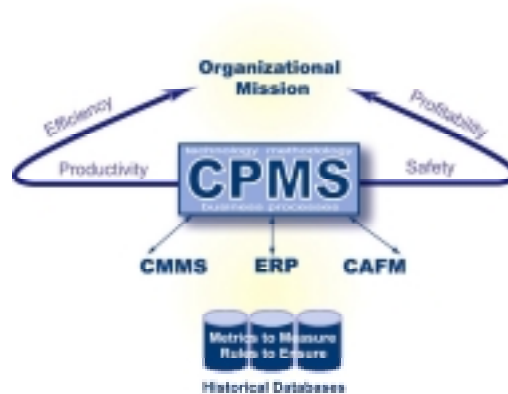 Organizational
Mission
Efficiency
Profitability
Productivity
Safety
technology methodology
CPMS
business processes
CMMS
ERP
CAFM
Metrics to Measure
Rules to Ensure
Historical Databases